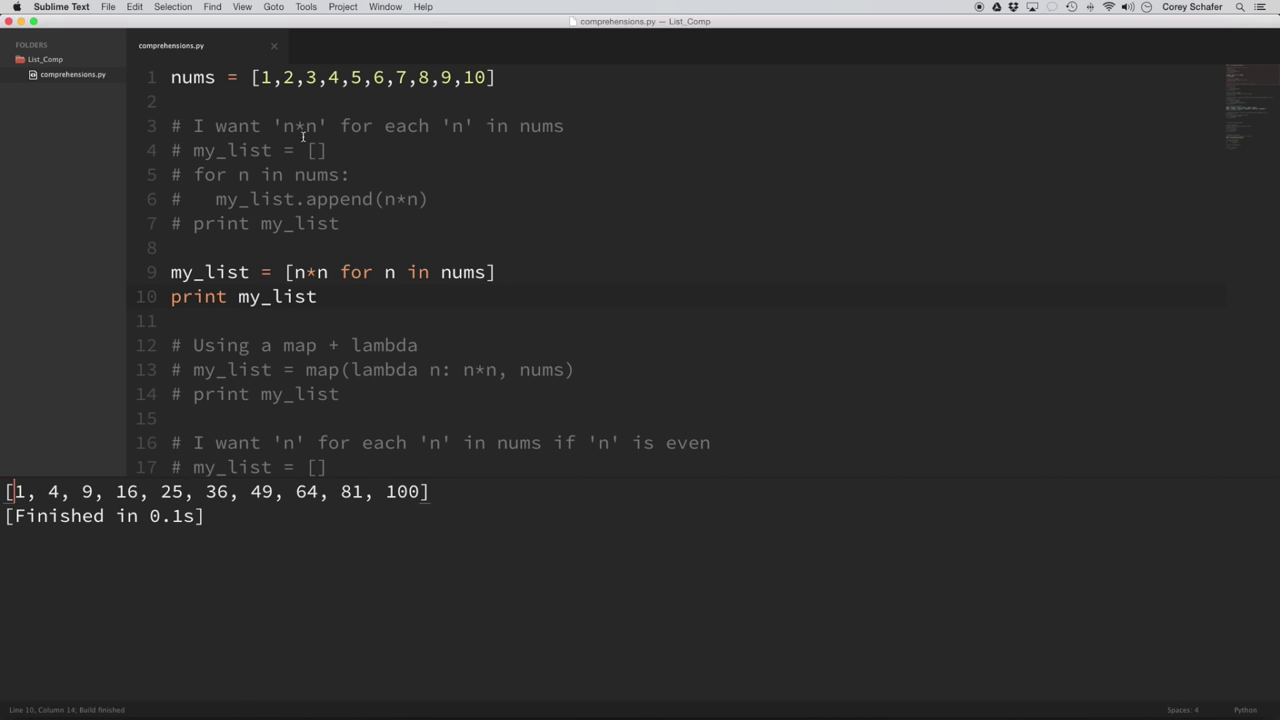 Sublime Text File Edit Selection Find View Goto Tools Project Window Help Corey Schafer
comprehensions.py — List_Comp
FOLDERS
List_Comp
comprehensions.py
comprehensions.py
1 nums = [1,2,3,4,5,6,7,8,9,10]
2
3 # I want 'n*n' for each 'n' in nums
4 # my_list = []
5 # for n in nums:
6 #   my_list.append(n*n)
7 # print my_list
8
9 my_list = [n*n for n in nums]
10 print my_list
11
12 # Using a map + lambda
13 # my_list = map(lambda n: n*n, nums)
14 # print my_list
15
16 # I want 'n' for each 'n' in nums if 'n' is even
17 # my_list = []
[1, 4, 9, 16, 25, 36, 49, 64, 81, 100]
[Finished in 0.1s]
Line 10, Column 14; Build finished Spaces: 4 Python